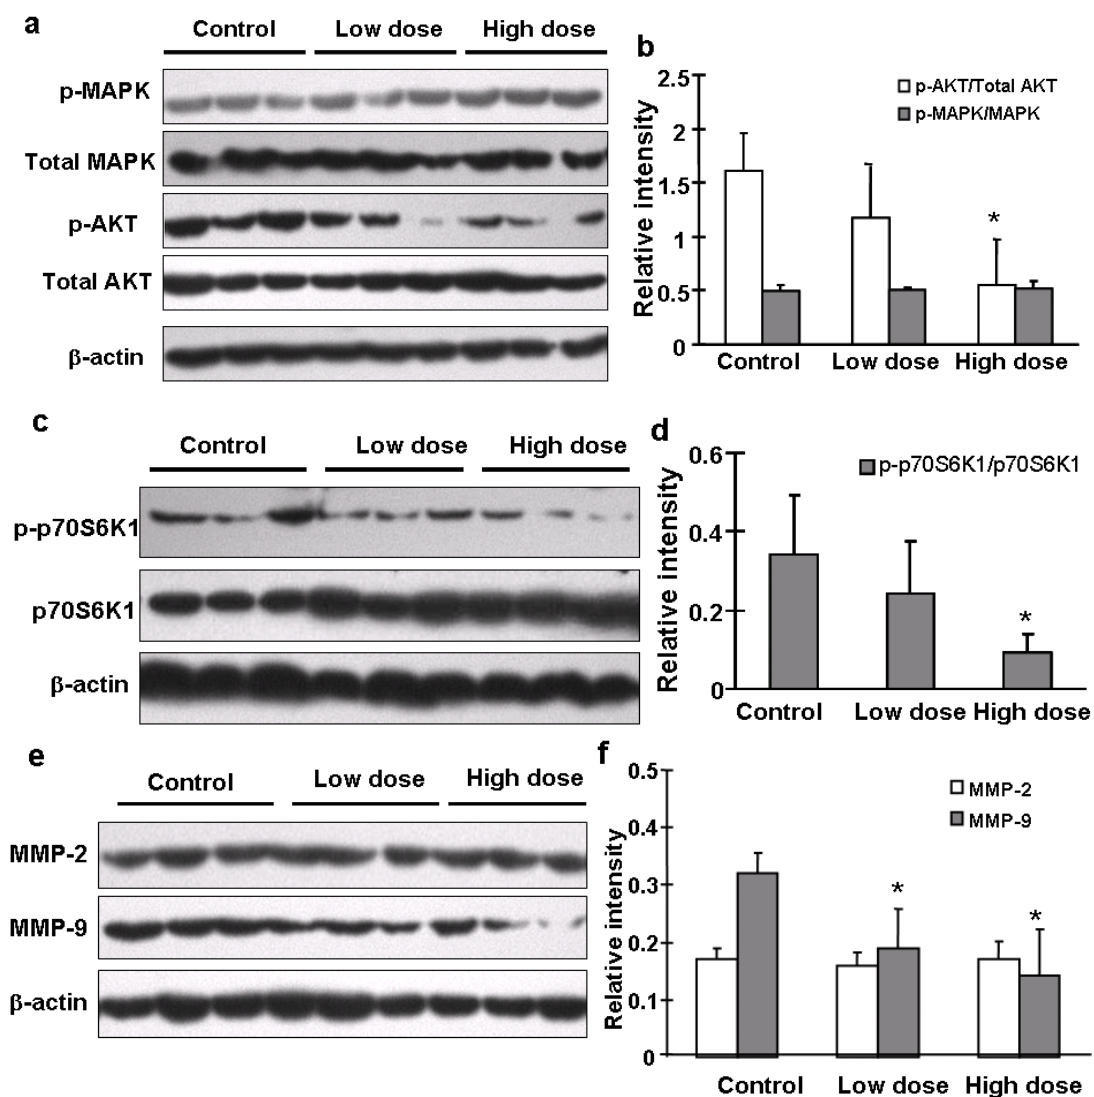 a
Control Low dose High dose
p-MAPK
Total MAPK
p-AKT
Total AKT
β-actin
b
Relative intensity
2.5
2
1.5
1
0.5
0
p-AKT/Total AKT
p-MAPK/MAPK
*
Control Low dose High dose
c
Control Low dose High dose
p-p70S6K1
p70S6K1
β-actin
d
Relative intensity
0.6
0.4
0.2
0
p-p70S6K1/p70S6K1
*
Control Low dose High dose
e
Control Low dose High dose
MMP-2
MMP-9
β-actin
f
Relative intensity
0.5
0.4
0.3
0.2
0.1
0
MMP-2
MMP-9
*
*
Control Low dose High dose